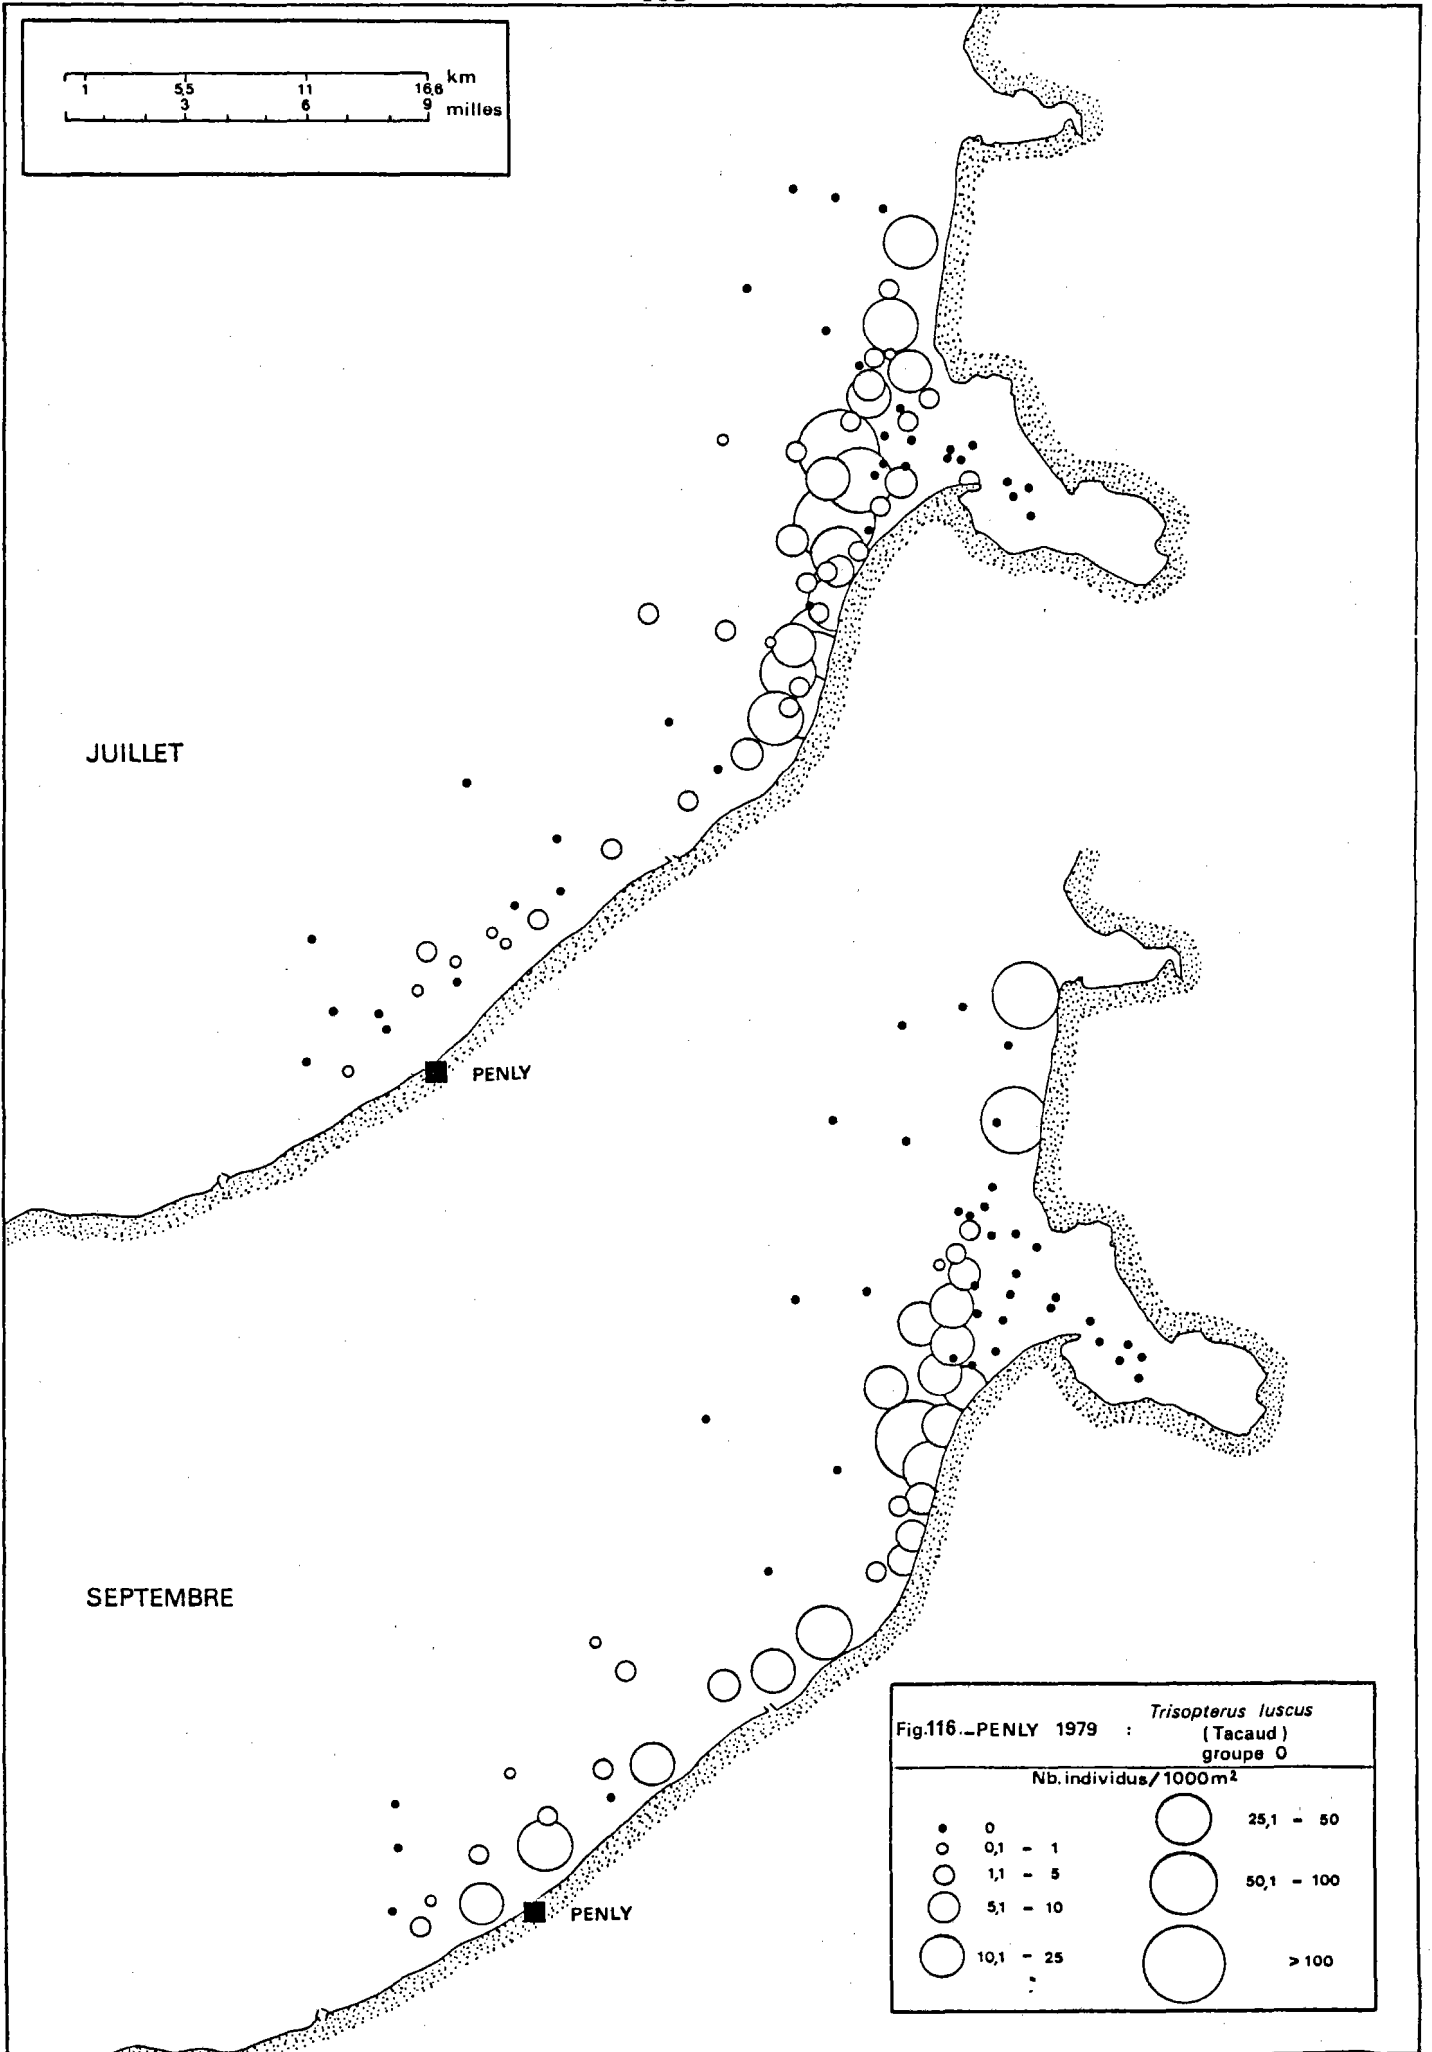 km
1 5,5 11 16,6
3 6 9
milles
JUILLET
PENLY
SEPTEMBRE
PENLY
Fig.116._PENLY 1979 : Trisopterus luscus
(Tacaud)
groupe 0
Nb. individus/1000m²
0
0,1 - 1
1,1 - 5
5,1 - 10
10,1 - 25
25,1 - 50
50,1 - 100
>100